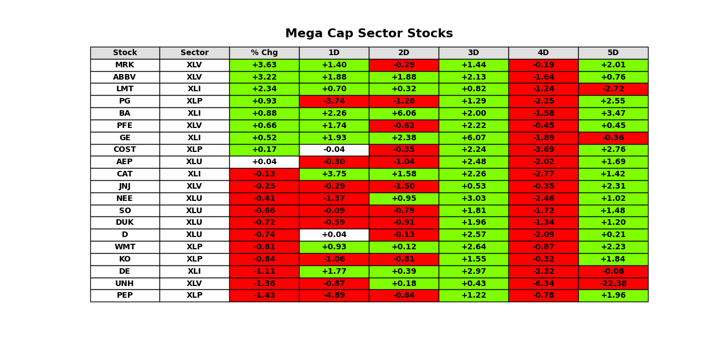 Mega Cap Sector Stocks
Stock Sector % Chg 1D 2D 3D 4D 5D
MRK XLV +3.63 +1.40 -0.29 +1.44 -0.19 +2.01
ABBV XLV +3.22 +1.88 +1.88 +2.13 -1.64 +0.76
LMT XLI +2.34 +0.70 +0.32 +0.82 -1.24 -2.72
PG XLP +0.93 -3.74 -1.28 +1.29 -2.25 +2.55
BA XLI +0.88 +2.26 +6.06 +2.00 -1.58 +3.47
PFE XLV +0.66 +1.74 -0.62 +2.22 -0.45 +0.45
GE XLI +0.52 +1.93 +2.38 +6.07 -1.89 -0.36
COST XLP +0.17 -0.04 -0.35 +2.24 -3.69 +2.76
AEP XLU +0.04 -0.30 -1.04 +2.48 -2.02 +1.69
CAT XLI -0.13 +3.75 +1.58 +2.26 -2.77 +1.42
JNJ XLV -0.25 -0.29 -1.50 +0.53 -0.35 +2.31
NEE XLU -0.41 -1.37 +0.95 +3.03 -2.46 +1.02
SO XLU -0.66 -0.09 -0.79 +1.81 -1.72 +1.48
DUK XLU -0.72 -0.59 -0.91 +1.96 -1.34 +1.20
D XLU -0.74 +0.04 -0.13 +2.57 -2.09 +0.21
WMT XLP -0.81 +0.93 +0.12 +2.64 -0.87 +2.23
KO XLP -0.84 -1.06 -0.81 +1.55 -0.32 +1.84
DE XLI -1.11 +1.77 +0.39 +2.97 -2.32 -0.08
UNH XLV -1.36 -0.87 +0.18 +0.43 -6.34 -22.38
PEP XLP -1.43 -4.89 -0.84 +1.22 -0.78 +1.96